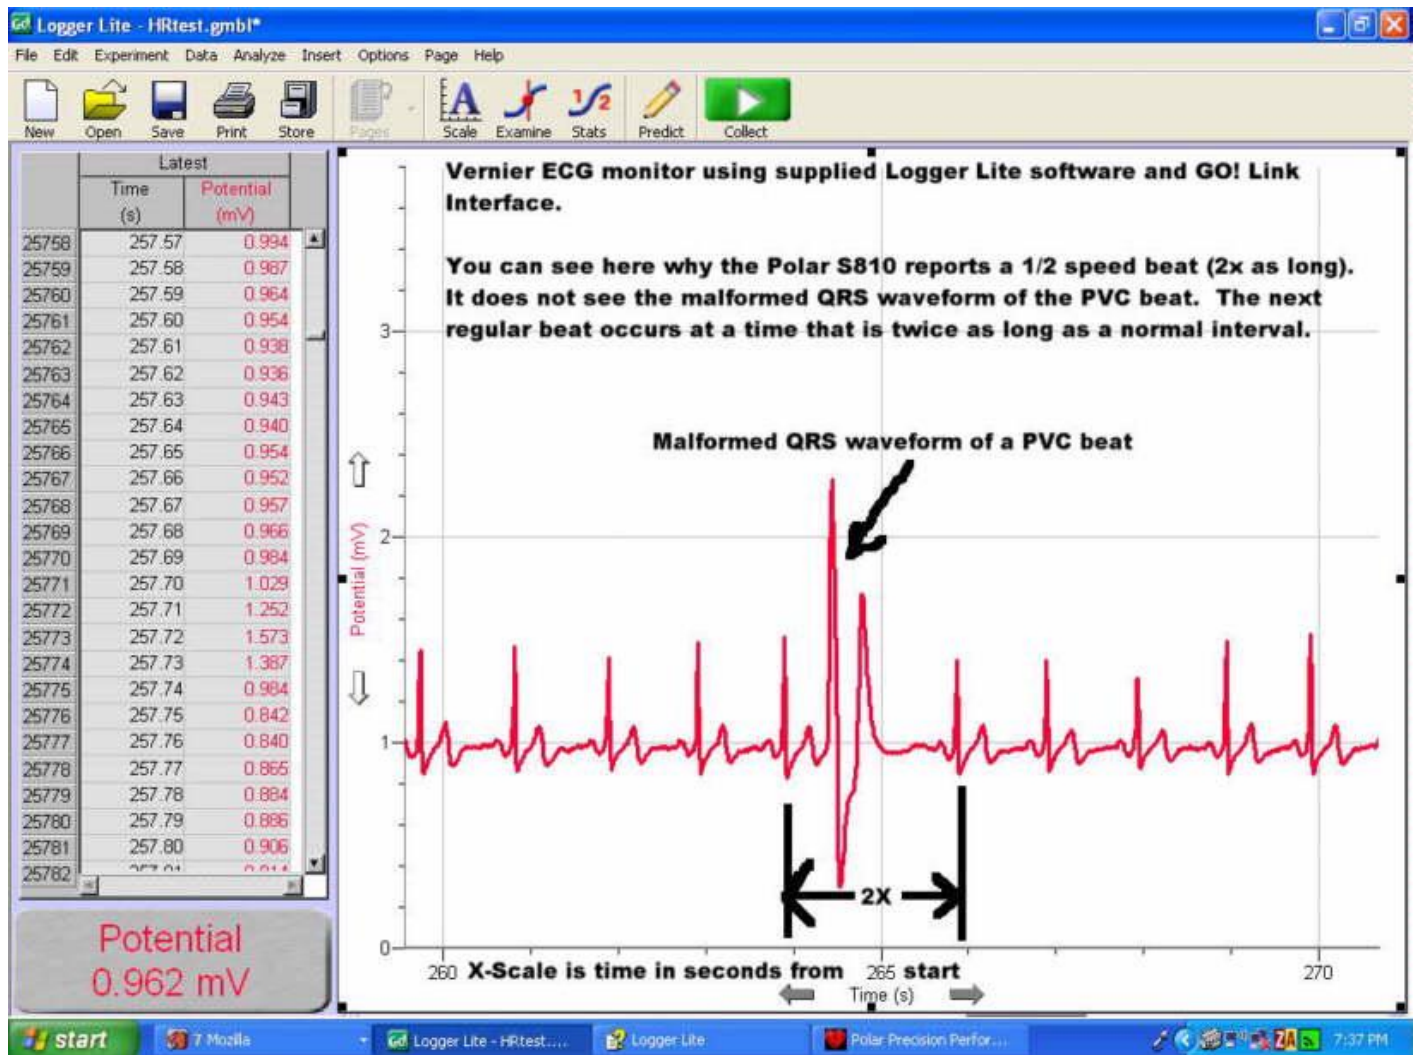 Logger Lite - HRtest.gmbl*
File Edit Experiment Data Analyze Insert Options Page Help
New Open Save Print Store Pages Scale Examine Stats Predict Collect
Latest
Time Potential
(s) (mV)
25758 257.57 0.994
25759 257.58 0.987
25760 257.59 0.964
25761 257.60 0.954
25762 257.61 0.938
25763 257.62 0.936
25764 257.63 0.943
25765 257.64 0.940
25766 257.65 0.954
25767 257.66 0.952
25768 257.67 0.957
25769 257.68 0.966
25770 257.69 0.984
25771 257.70 1.029
25772 257.71 1.252
25773 257.72 1.573
25774 257.73 1.387
25775 257.74 0.984
25776 257.75 0.842
25777 257.76 0.840
25778 257.77 0.865
25779 257.78 0.884
25780 257.79 0.886
25781 257.80 0.906
25782
Potential
0.962 mV
Vernier ECG monitor using supplied Logger Lite software and GO! Link
Interface.
You can see here why the Polar S810 reports a 1/2 speed beat (2x as long).
It does not see the malformed QRS waveform of the PVC beat. The next
regular beat occurs at a time that is twice as long as a normal interval.
Malformed QRS waveform of a PVC beat
Potential (mV)
3
2
1
0
2X
260 265 270
X-Scale is time in seconds from start
Time (s)
start 7 Mozilla Logger Lite - HRtest.... Logger Lite Polar Precision Perfor... 7:37 PM